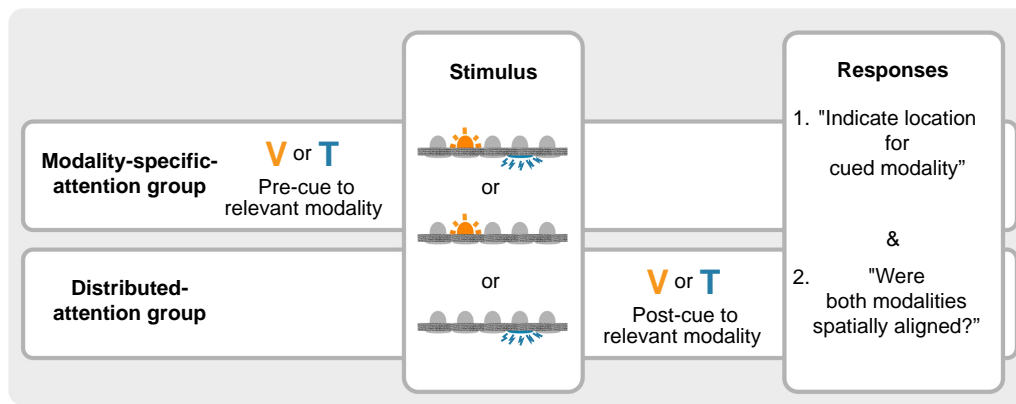 Stimulus
Responses
Modality-specific-
attention group
V or T
Pre-cue to
relevant modality
or
or
1. "Indicate location
for
cued modality”
&
2. "Were
both modalities
spatially aligned?”
Distributed-
attention group
V or T
Post-cue to
relevant modality